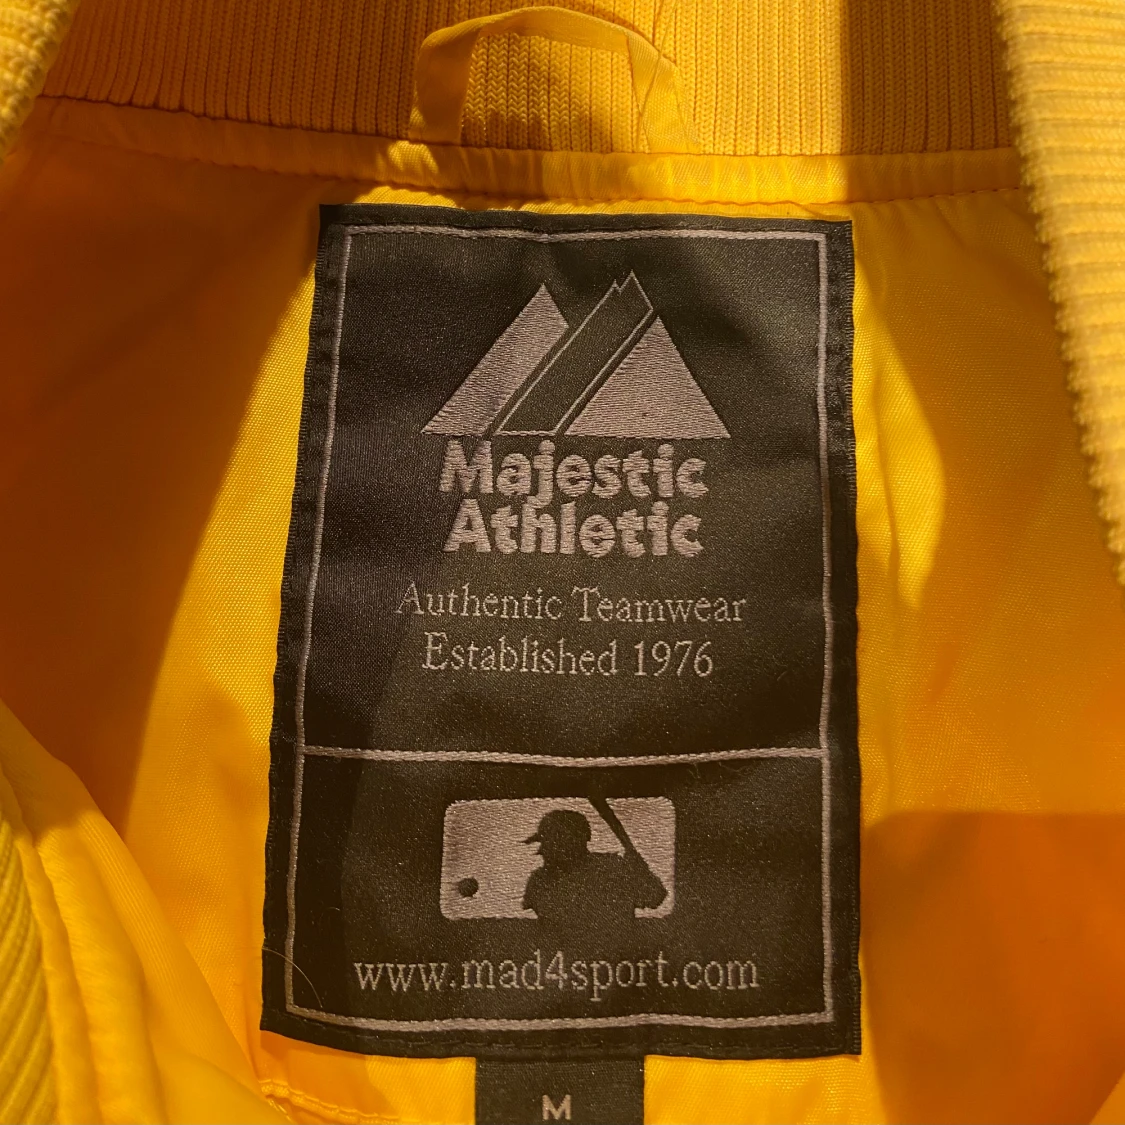 Majestic
Athletic
Authentic Teamwear
Established 1976
www.mad4sport.com
M